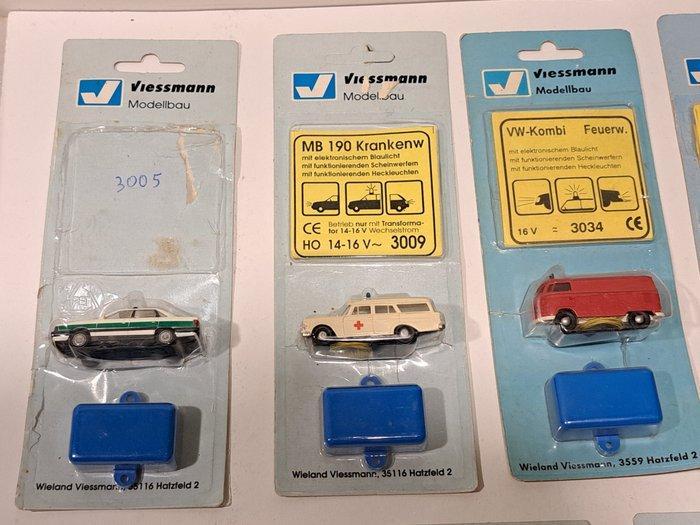 Viessmann
Modellbau
3005
Wieland Viessmann, 35116 Hatzfeld 2
Viessmann
Modellbau
MB 190 Krankenw
mit elektronischem Blaulicht
mit funktionierenden Scheinwerfern
mit funktionierenden Heckleuchten
CE Betrieb nur mit Transforma-
tor 14-16 V Wechselstrom
HO 14-16 V~ 3009
Wieland Viessmann, 35116 Hatzfeld 2
Viessmann
Modellbau
VW-Kombi Feuerw.
mit elektronischem Blaulicht
mit funktionierenden Scheinwerfern
mit funktionierenden Heckleuchten
16 V ≂ 3034 CE
Wieland Viessmann, 3559 Hatzfeld 2